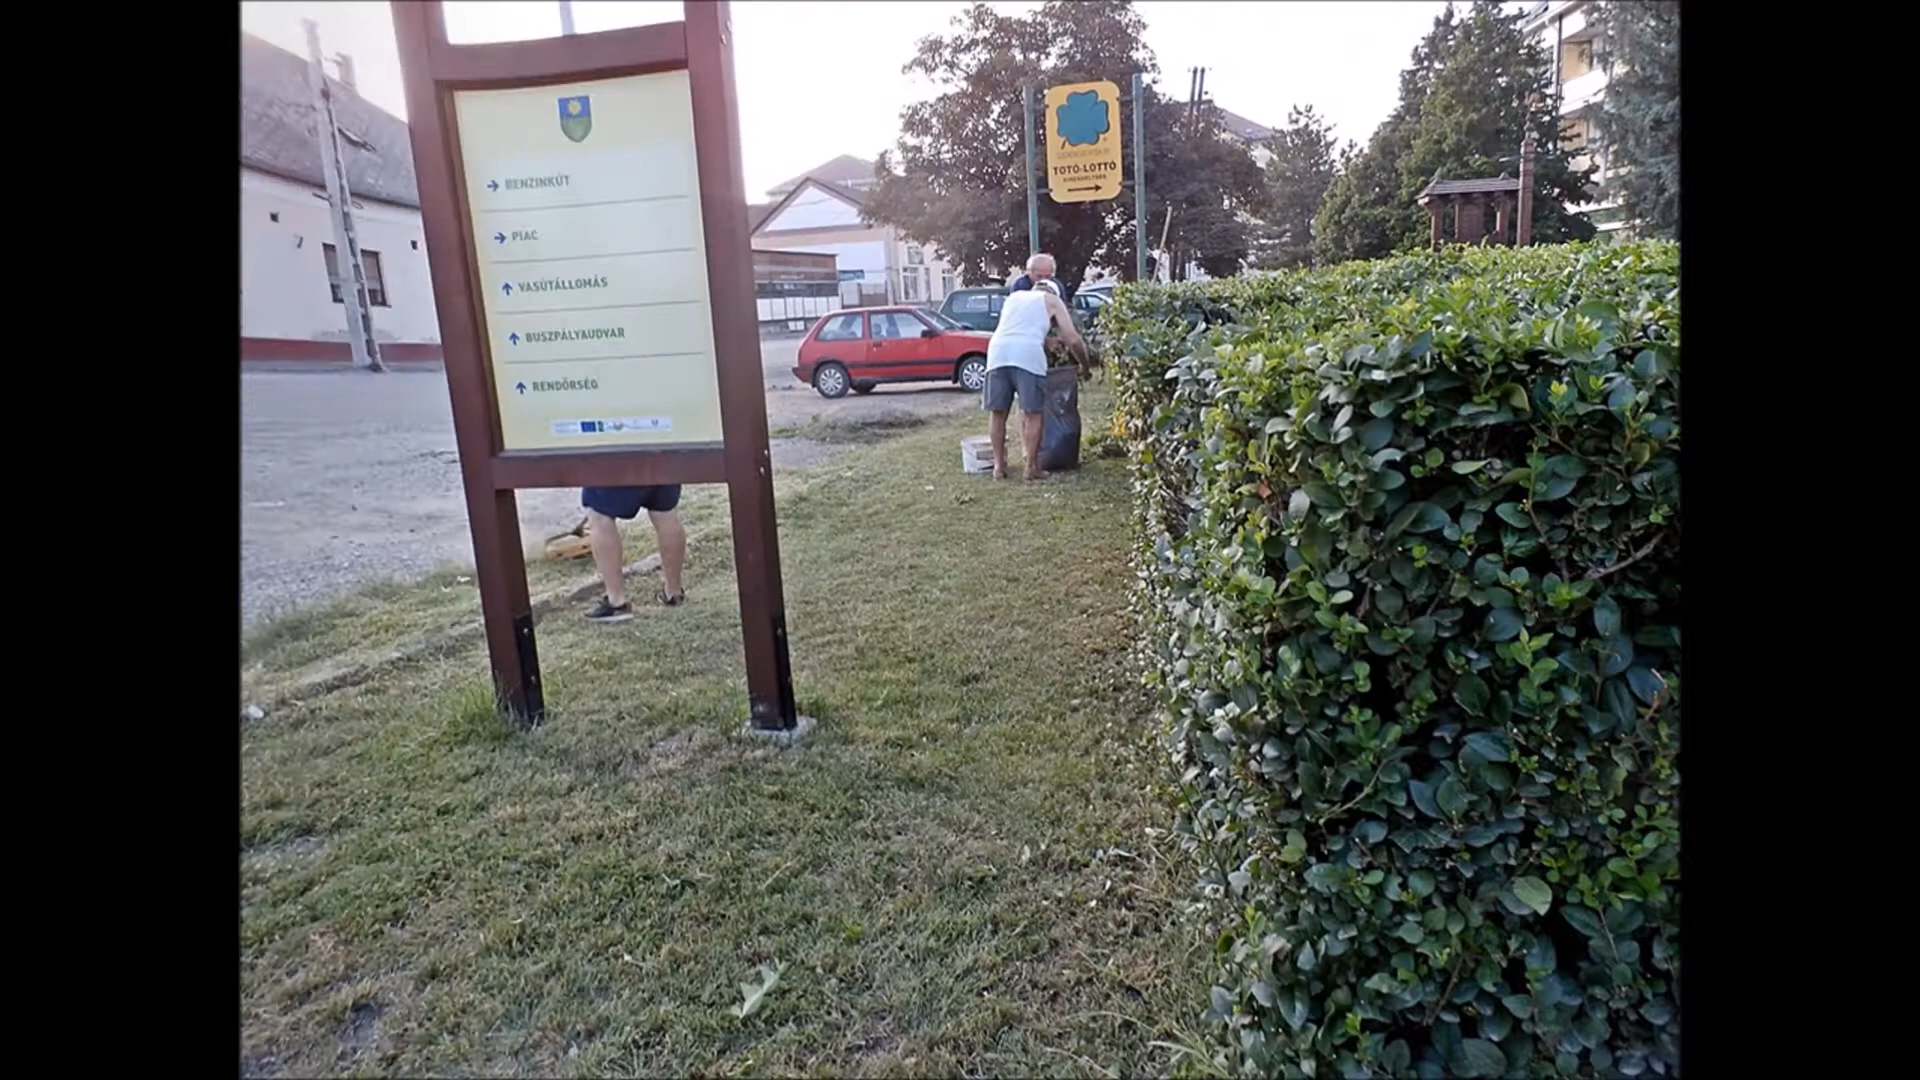 BENZINKÚT
PIAC
VASÚTÁLLOMÁS
BUSZPÁLYAUDVAR
RENDŐRSÉG
TOTÓ-LOTTÓ